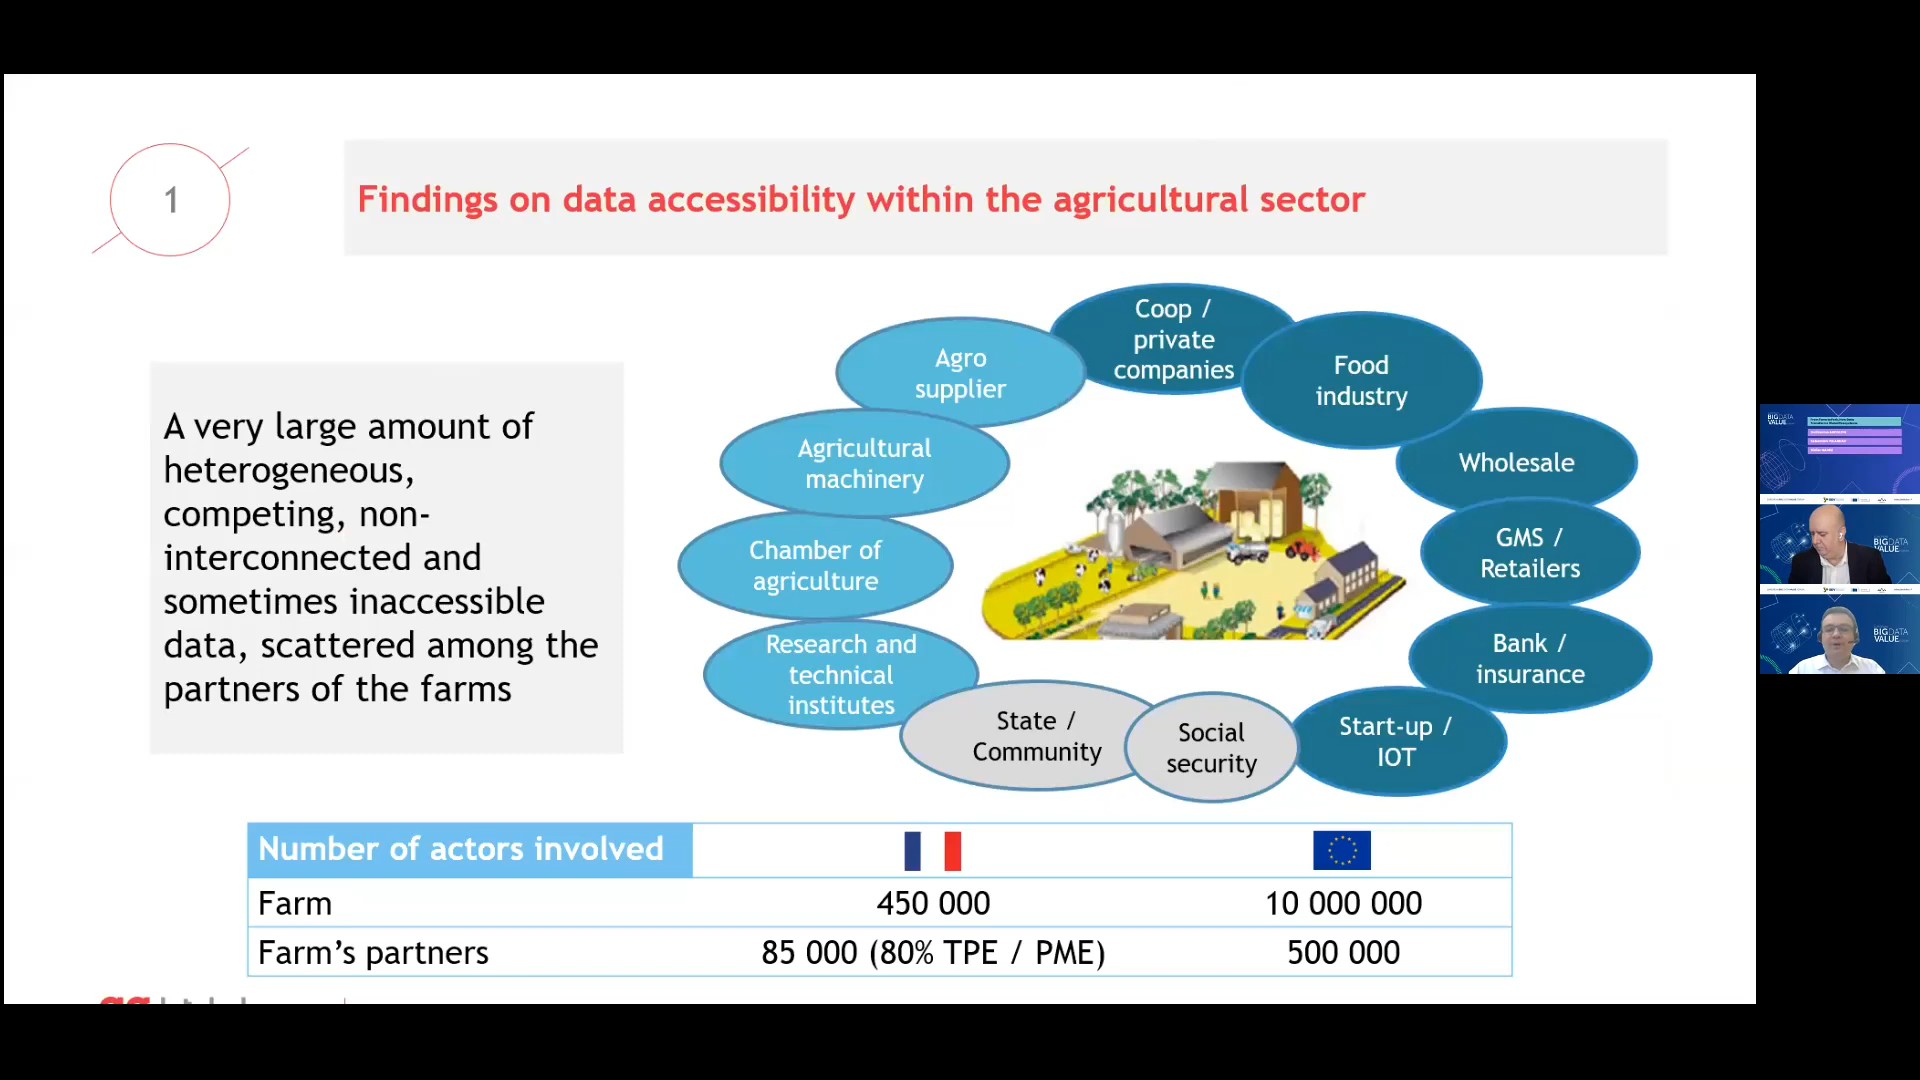 1
Findings on data accessibility within the agricultural sector
A very large amount of
heterogeneous,
competing, non-
interconnected and
sometimes inaccessible
data, scattered among the
partners of the farms
Coop /
private
companies
Agro
supplier
Food
industry
Agricultural
machinery
Wholesale
Chamber of
agriculture
GMS /
Retailers
Research and
technical
institutes
Bank /
insurance
State /
Community
Social
security
Start-up /
IOT
Number of actors involved
Farm 450 000 10 000 000
Farm’s partners 85 000 (80% TPE / PME) 500 000
BIG DATA
VALUE
BIG DATA
VALUE
BIG DATA
VALUE